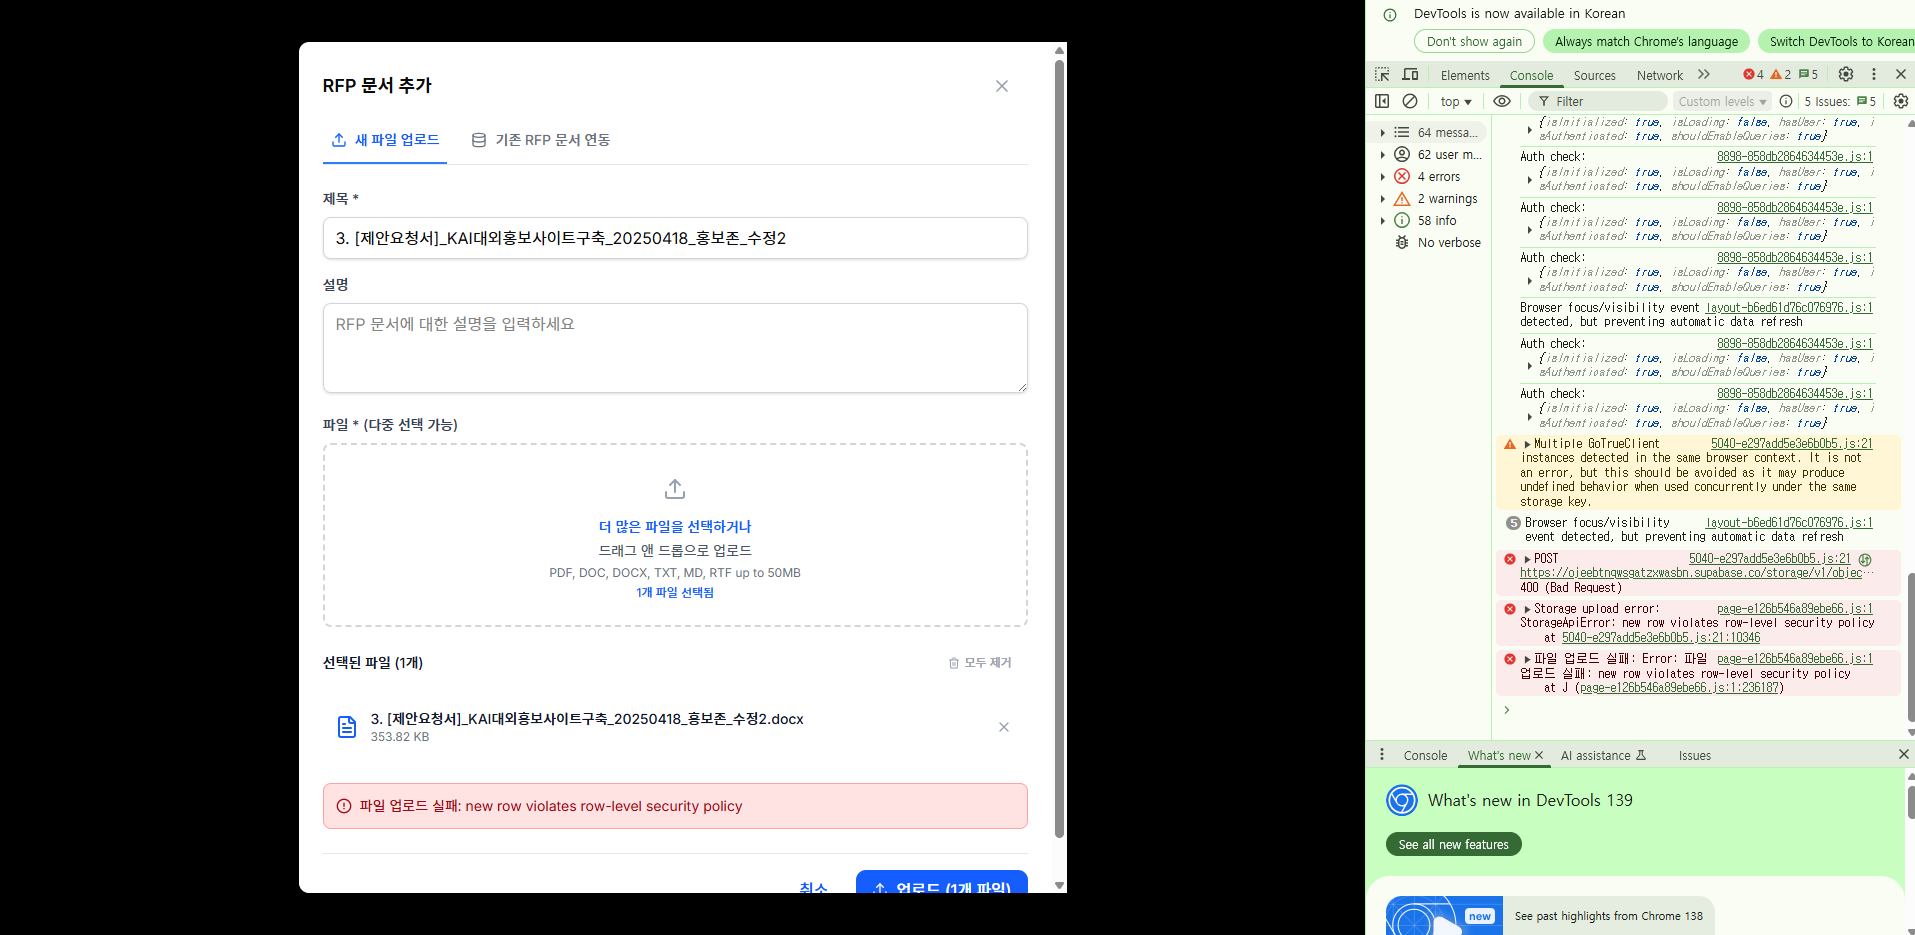 RFP 문서 추가
새 파일 업로드
기존 RFP 문서 연동
제목 *
3. [제안요청서]_KAI대외홍보사이트구축_20250418_홍보존_수정2
설명
RFP 문서에 대한 설명을 입력하세요
파일 * (다중 선택 가능)
더 많은 파일을 선택하거나
드래그 앤 드롭으로 업로드
PDF, DOC, DOCX, TXT, MD, RTF up to 50MB
1개 파일 선택됨
선택된 파일 (1개)
모두 제거
3. [제안요청서]_KAI대외홍보사이트구축_20250418_홍보존_수정2.docx
353.82 KB
파일 업로드 실패: new row violates row-level security policy
취소
업로드 (1개 파일)
DevTools is now available in Korean
Don't show again
Always match Chrome's language
Switch DevTools to Korean
Elements Console Sources Network 4 2 5
top Filter Custom levels 5 Issues: 5
64 messa...
62 user m...
4 errors
2 warnings
58 info
No verbose
{isInitialized: true, isLoading: false, hasUser: true, i
sAuthenticated: true, shouldEnableQueries: true}
Auth check: 8898-858db2864634453e.js:1
{isInitialized: true, isLoading: false, hasUser: true, i
sAuthenticated: true, shouldEnableQueries: true}
Auth check: 8898-858db2864634453e.js:1
{isInitialized: true, isLoading: false, hasUser: true, i
sAuthenticated: true, shouldEnableQueries: true}
Auth check: 8898-858db2864634453e.js:1
{isInitialized: true, isLoading: false, hasUser: true, i
sAuthenticated: true, shouldEnableQueries: true}
Browser focus/visibility event layout-b6ed61d76c076976.js:1
detected, but preventing automatic data refresh
Auth check: 8898-858db2864634453e.js:1
{isInitialized: true, isLoading: false, hasUser: true, i
sAuthenticated: true, shouldEnableQueries: true}
Auth check: 8898-858db2864634453e.js:1
{isInitialized: true, isLoading: false, hasUser: true, i
sAuthenticated: true, shouldEnableQueries: true}
Multiple GoTrueClient 5040-e297add5e3e6b0b5.js:21
instances detected in the same browser context. It is not
an error, but this should be avoided as it may produce
undefined behavior when used concurrently under the same
storage key.
5 Browser focus/visibility layout-b6ed61d76c076976.js:1
event detected, but preventing automatic data refresh
POST 5040-e297add5e3e6b0b5.js:21
https://ojeebtnqwsgatzxwasbn.supabase.co/storage/v1/objec…
400 (Bad Request)
Storage upload error: page-e126b546a89ebe66.js:1
StorageApiError: new row violates row-level security policy
at 5040-e297add5e3e6b0b5.js:21:10346
파일 업로드 실패: Error: 파일 page-e126b546a89ebe66.js:1
업로드 실패: new row violates row-level security policy
at J (page-e126b546a89ebe66.js:1:236187)
Console What's new AI assistance Issues
What's new in DevTools 139
See all new features
new
See past highlights from Chrome 138